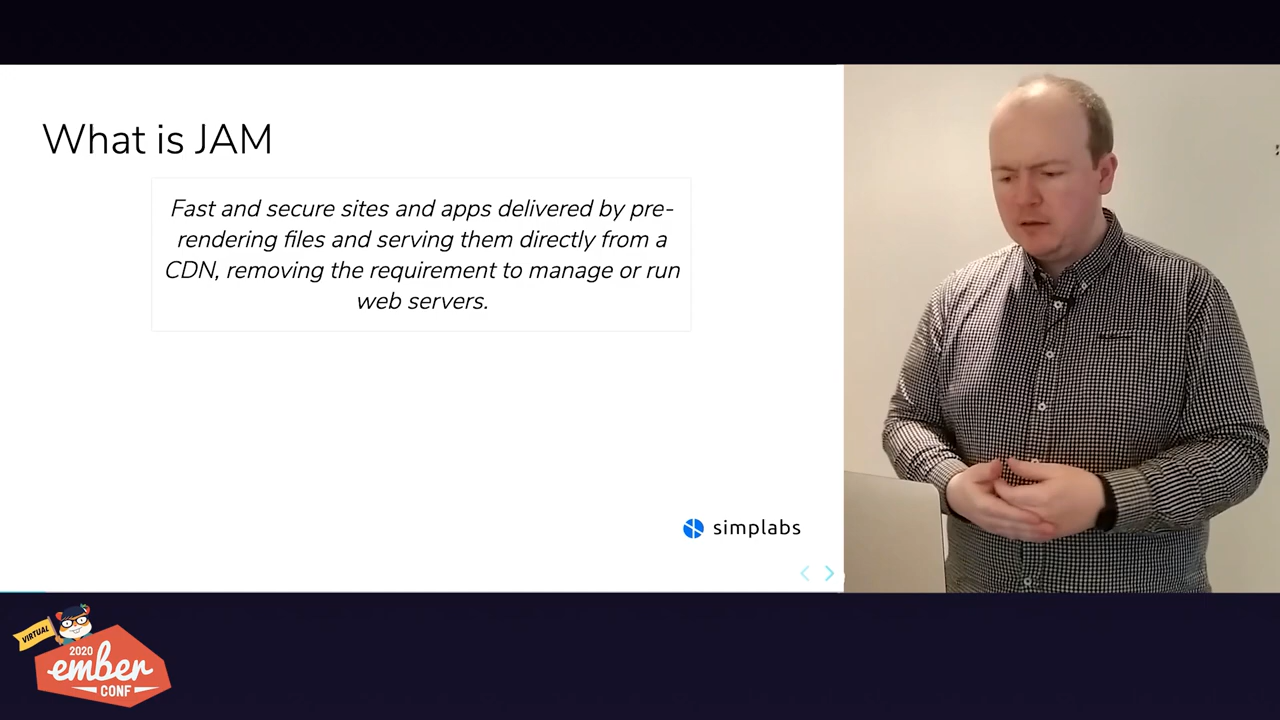 What is JAM
Fast and secure sites and apps delivered by pre-
rendering files and serving them directly from a
CDN, removing the requirement to manage or run
web servers.
simplabs
VIRTUAL
2020
ember
CONF